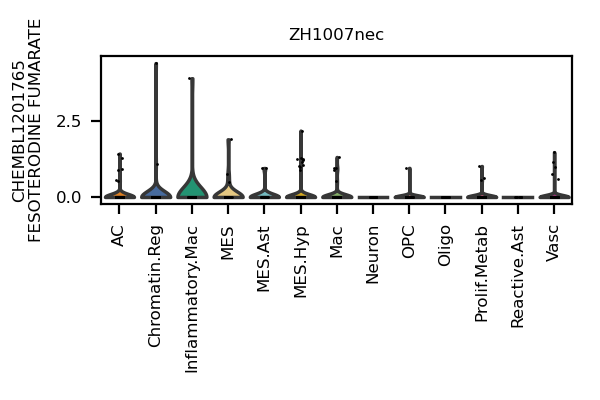 ZH1007nec
CHEMBL1201765
FESOTERODINE FUMARATE
2.5
0.0
AC
Chromatin.Reg
Inflammatory.Mac
MES
MES.Ast
MES.Hyp
Mac
Neuron
OPC
Oligo
Prolif.Metab
Reactive.Ast
Vasc